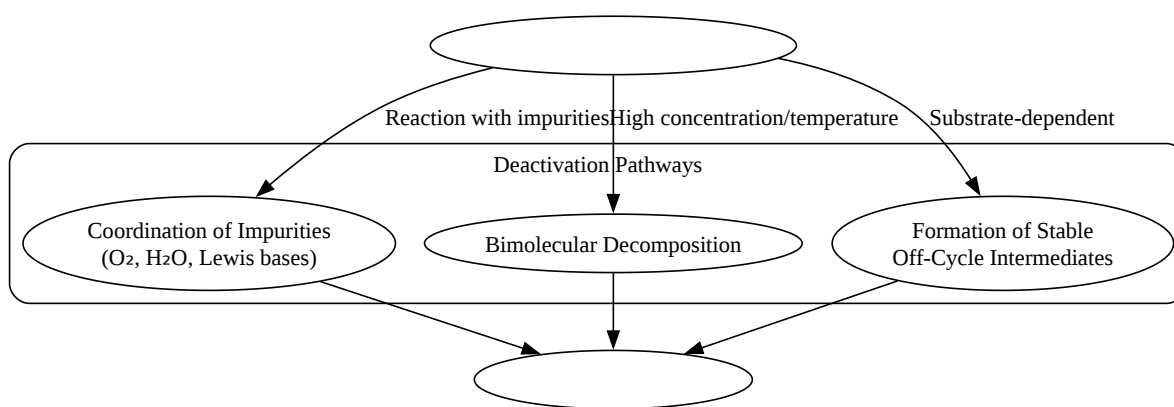 Reaction with impurities
High concentration/temperature
Substrate-dependent
Deactivation Pathways
Coordination of Impurities
(O₂, H₂O, Lewis bases)
Bimolecular Decomposition
Formation of Stable
Off-Cycle Intermediates